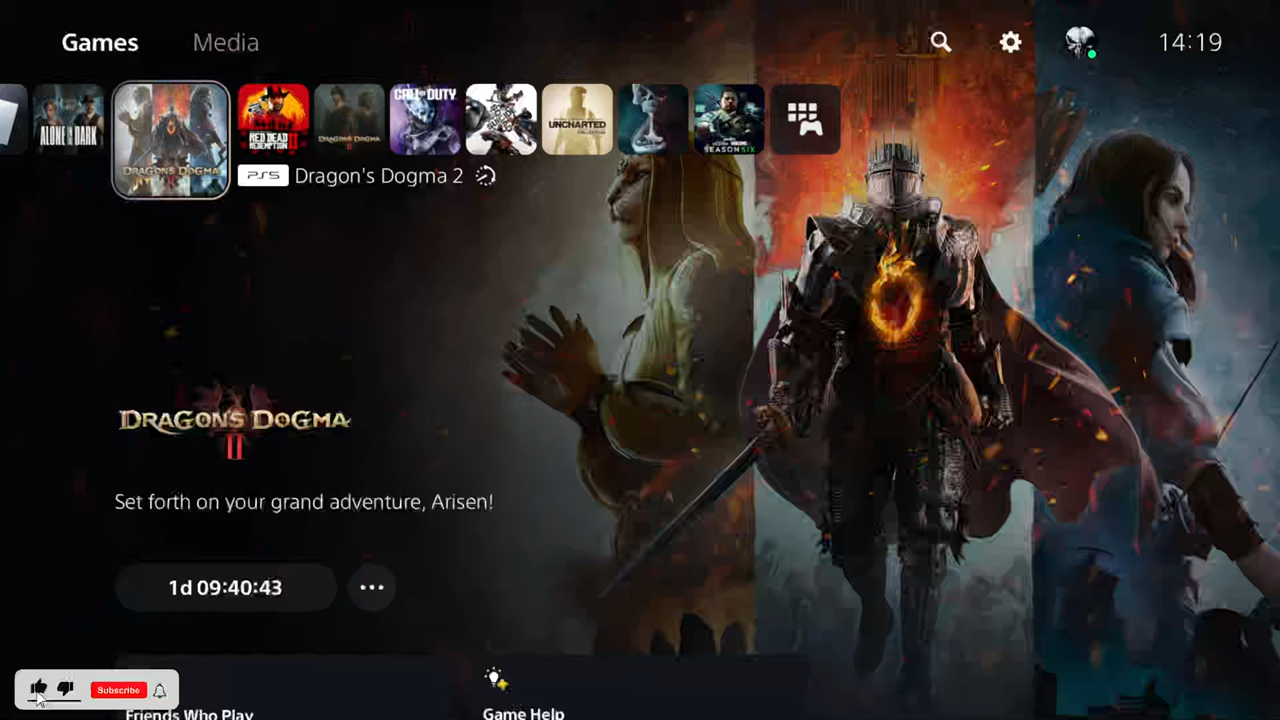 Games
Media
14:19
ALONE IN THE DARK
DRAGON'S DOGMA
RED DEAD
REDEMPTION II
DRAGON'S DOGMA
II
CALL OF DUTY
UNCHARTED
COLLECTION
SEASON SIX
PS5 Dragon's Dogma 2
DRAGON'S DOGMA
II
Set forth on your grand adventure, Arisen!
1d 09:40:43
Subscribe
Friends Who Play
Game Help